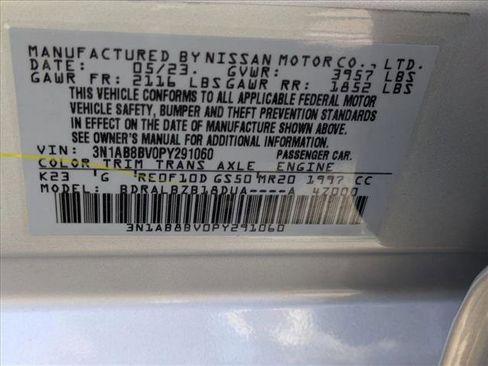 MANUFACTURED BY NISSAN MOTOR CO., LTD.
DATE: 05/23. GVWR: 3957 LBS
GAWR FR: 2116 LBS GAWR RR: 1852 LBS
THIS VEHICLE CONFORMS TO ALL APPLICABLE FEDERAL MOTOR
VEHICLE SAFETY, BUMPER AND THEFT PREVENTION STANDARDS
IN EFFECT ON THE DATE OF MANUFACTURE SHOWN ABOVE.
SEE OWNER'S MANUAL FOR ADDITIONAL INFORMATION.
VIN: 3N1AB8BV0PY291060 PASSENGER CAR.
COLOR TRIM TRANS AXLE ENGINE
K23 G RE0F10D GS50 MR20 1997 CC
MODEL: BDRALBZB18DUA----A 4Z000
3N1AB8BV0PY291060